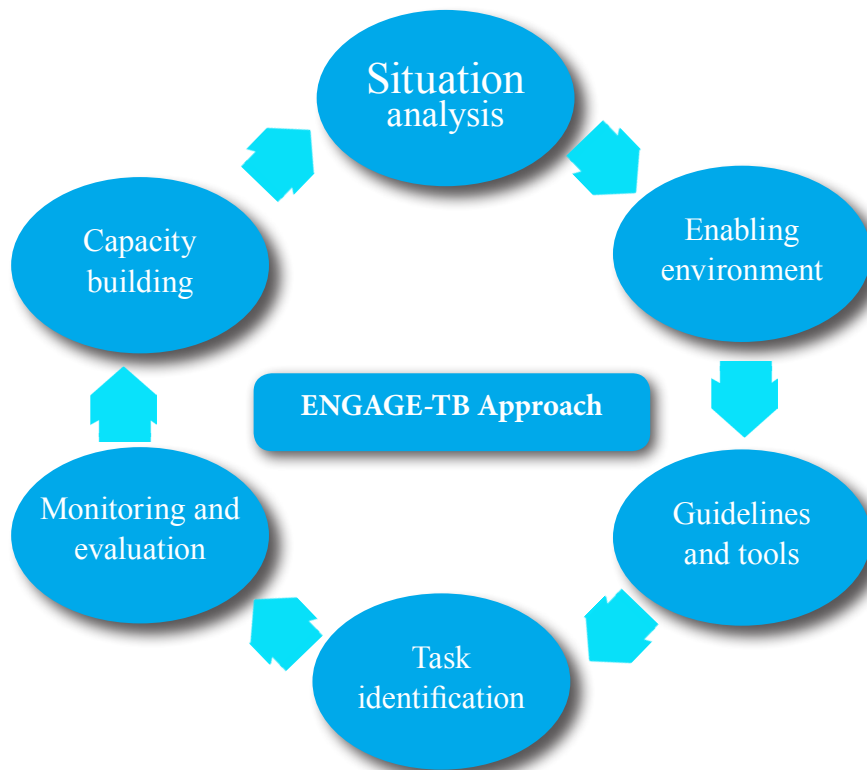 Situation
analysis
Enabling
environment
Guidelines
and tools
Task
identification
Monitoring and
evaluation
Capacity
building
ENGAGE-TB Approach